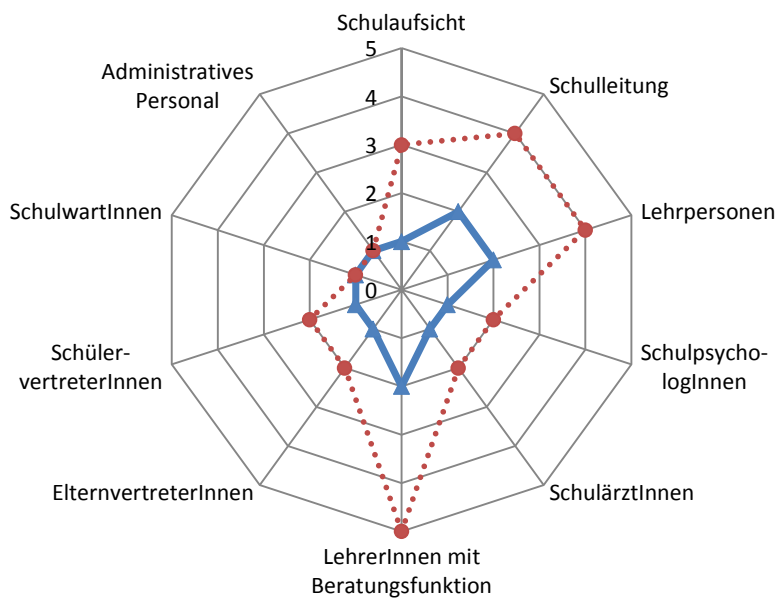 Schulaufsicht
5
Administratives
Personal
Schulleitung
4
3
2
SchulwartInnen
Lehrpersonen
1
0
Schüler-
vertreterInnen
Schulpsycho-
logInnen
ElternvertreterInnen
SchulärztInnen
LehrerInnen mit
Beratungsfunktion